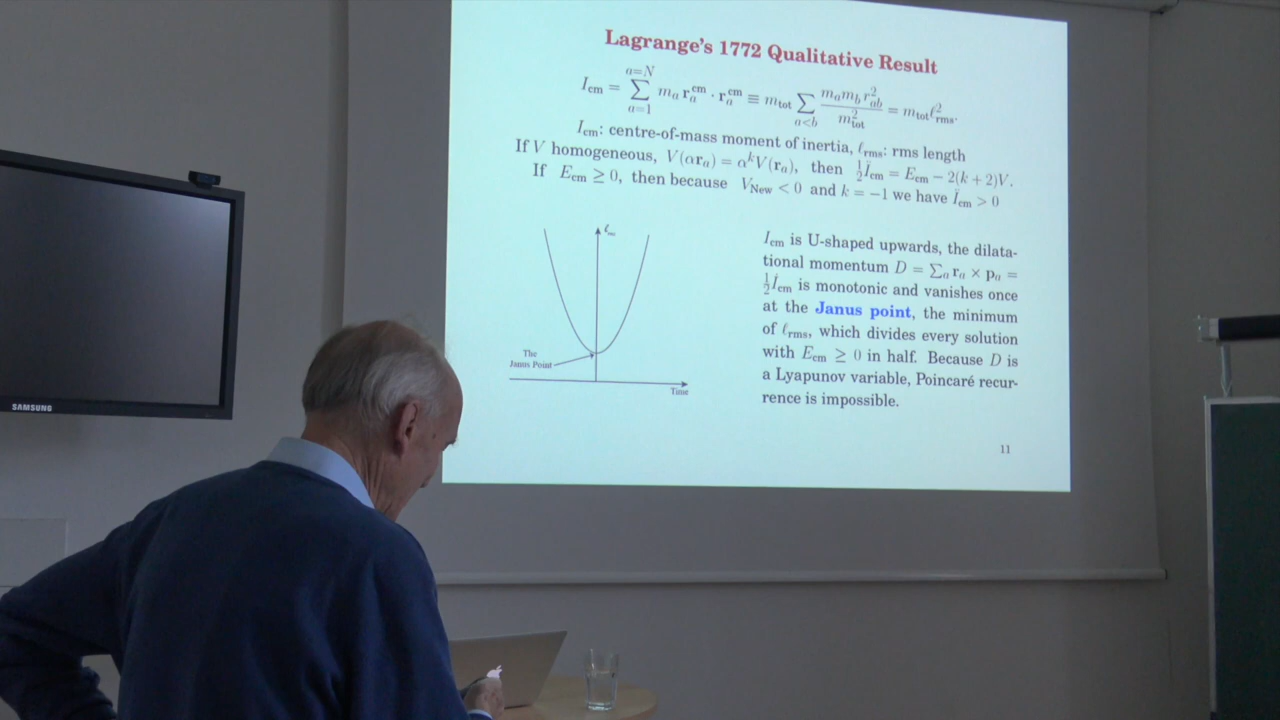 Lagrange's 1772 Qualitative Result
I_cm = ∑_{a=1}^{a=N} m_a r_a^cm · r_a^cm ≡ m_tot ∑_{a<b} m_a m_b r_ab^2 / m_tot^2 = m_tot ℓ_rms^2.
I_cm: centre-of-mass moment of inertia, ℓ_rms: rms length
If V homogeneous, V(αr_a) = α^k V(r_a), then ½Ï_cm = E_cm − 2(k+2)V.
If E_cm ≥ 0, then because V_New < 0 and k = −1 we have Ï_cm > 0
ℓ_rms
The
Janus Point
Time
I_cm is U-shaped upwards, the dilata-
tional momentum D = ∑_a r_a × p_a =
½İ_cm is monotonic and vanishes once
at the Janus point, the minimum
of ℓ_rms, which divides every solution
with E_cm ≥ 0 in half. Because D is
a Lyapunov variable, Poincaré recur-
rence is impossible.
11
SAMSUNG